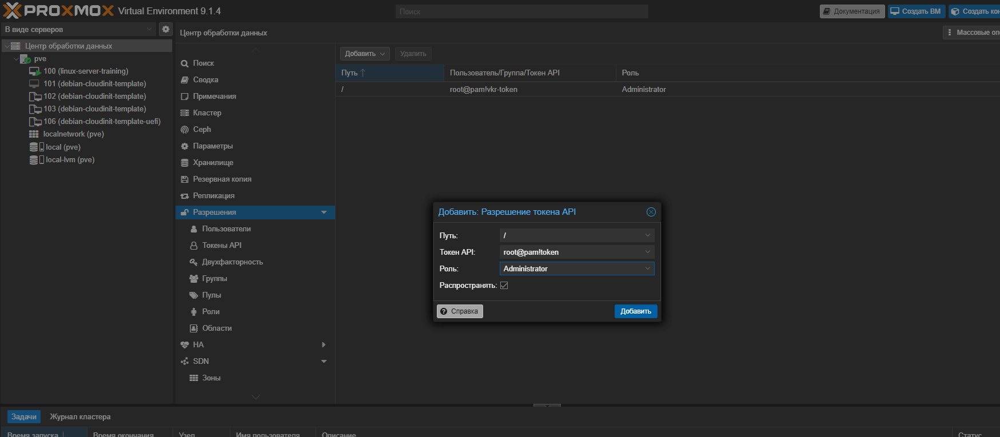 PROXMOX Virtual Environment 9.1.4
Поиск
Документация
Создать ВМ
Создать кон
В виде серверов
Центр обработки данных
pve
100 (linux-server-training)
101 (debian-cloudinit-template)
102 (debian-cloudinit-template)
103 (debian-cloudinit-template)
106 (debian-cloudinit-template-uefi)
localnetwork (pve)
local (pve)
local-lvm (pve)
Центр обработки данных
Массовые оп
Поиск
Сводка
Примечания
Кластер
Ceph
Параметры
Хранилище
Резервная копия
Репликация
Разрешения
Пользователи
Токены API
Двухфакторность
Группы
Пулы
Роли
Области
HA
SDN
Зоны
Добавить
Удалить
Путь
Пользователь/Группа/Токен API
Роль
/
root@pam!vkr-token
Administrator
Добавить: Разрешение токена API
Путь:
/
Токен API:
root@pam!token
Роль:
Administrator
Распространять:
Справка
Добавить
Задачи
Журнал кластера
Время запуска
Время окончания
Узел
Имя пользователя
Описание
Статус